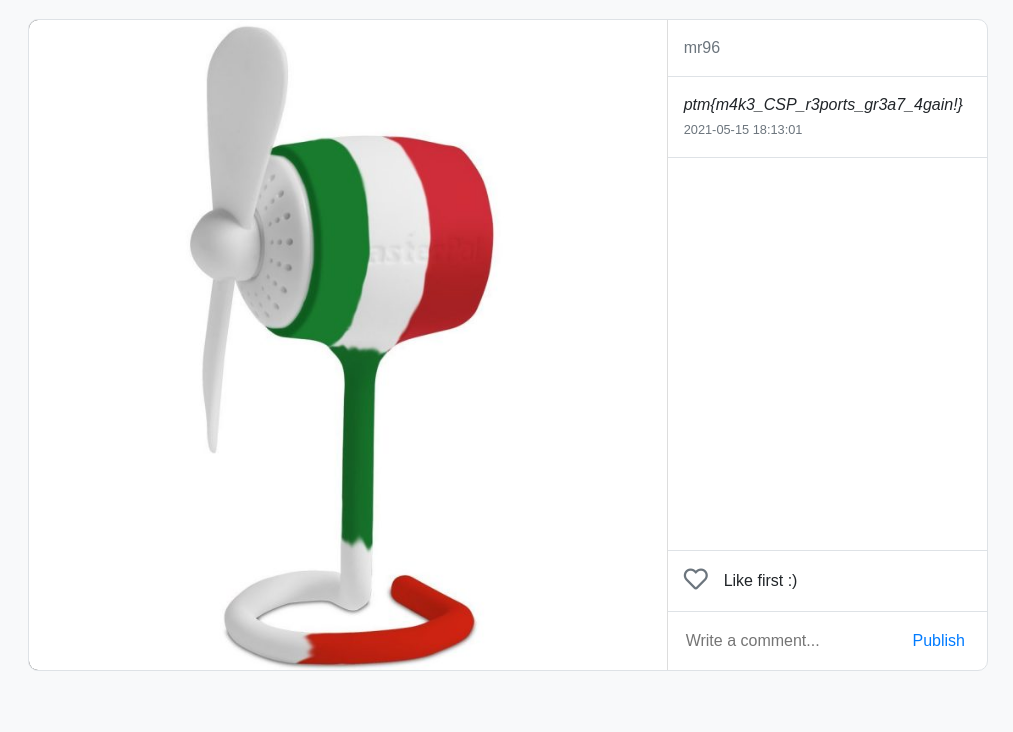 mr96
ptm{m4k3_CSP_r3ports_gr3a7_4gain!}
2021-05-15 18:13:01
Like first :)
Write a comment... Publish